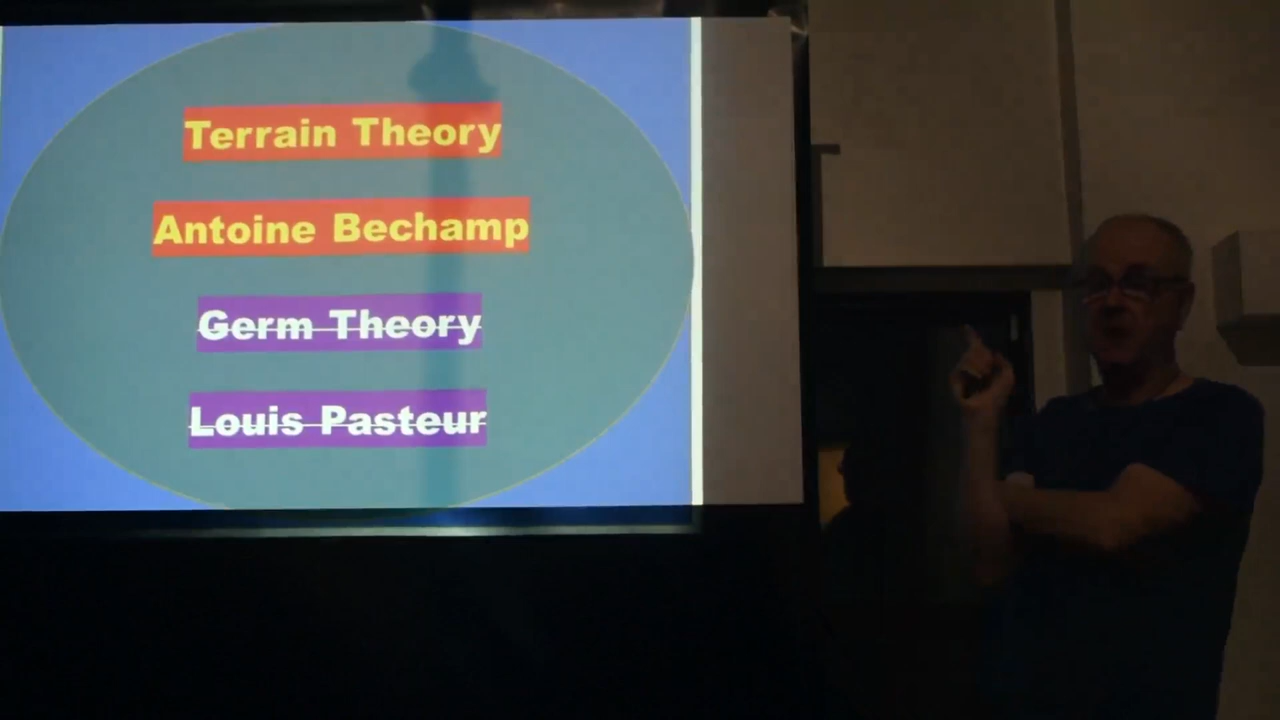 Terrain Theory
Antoine Bechamp
Germ Theory
Louis Pasteur